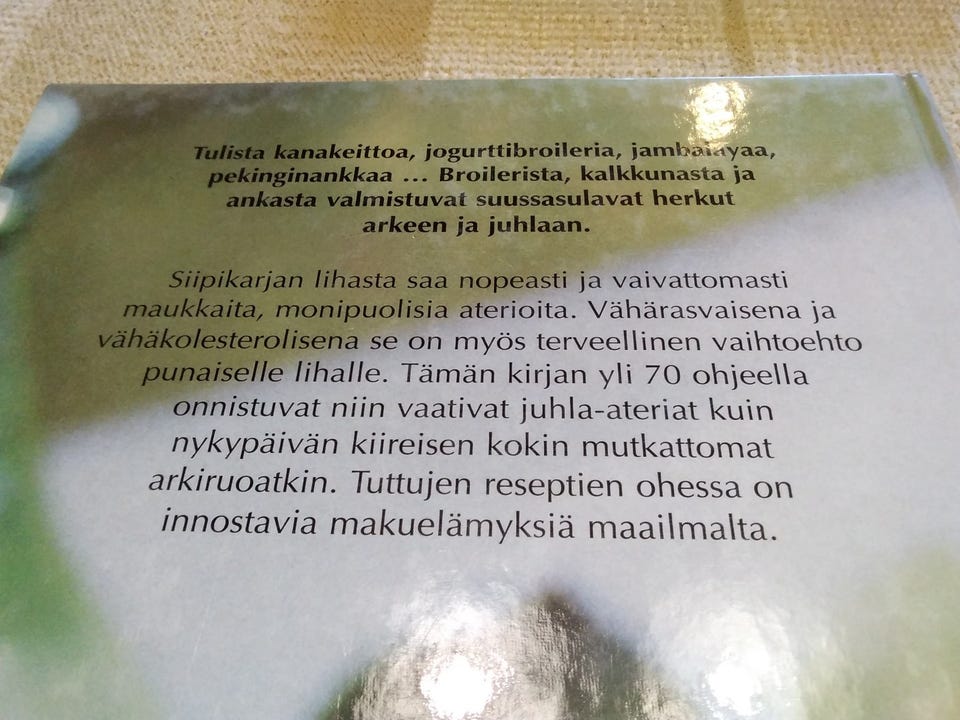 Tulista kanakeittoa, jogurttibroileria, jambalayaa,
pekinginankkaa ... Broilerista, kalkkunasta ja
ankasta valmistuvat suussasulavat herkut
arkeen ja juhlaan.
Siipikarjan lihasta saa nopeasti ja vaivattomasti
maukkaita, monipuolisia aterioita. Vähärasvaisena ja
vähäkolesterolisena se on myös terveellinen vaihtoehto
punaiselle lihalle. Tämän kirjan yli 70 ohjeella
onnistuvat niin vaativat juhla-ateriat kuin
nykypäivän kiireisen kokin mutkattomat
arkiruoatkin. Tuttujen reseptien ohessa on
innostavia makuelämyksiä maailmalta.